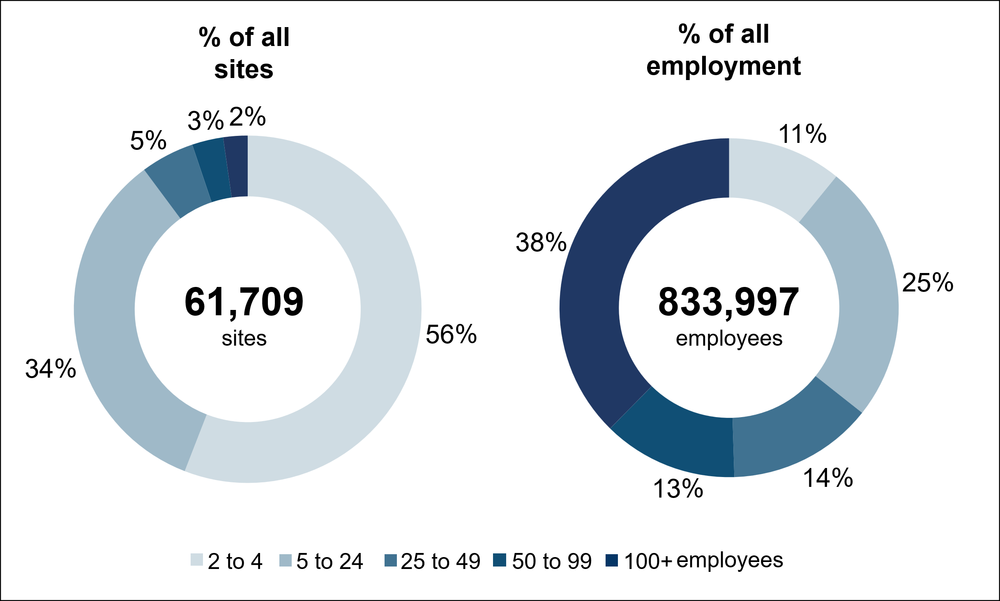 % of all
sites
2%
3%
5%
34%
56%
61,709
sites
% of all
employment
11%
25%
14%
13%
38%
833,997
employees
2 to 4 5 to 24 25 to 49 50 to 99 100+ employees